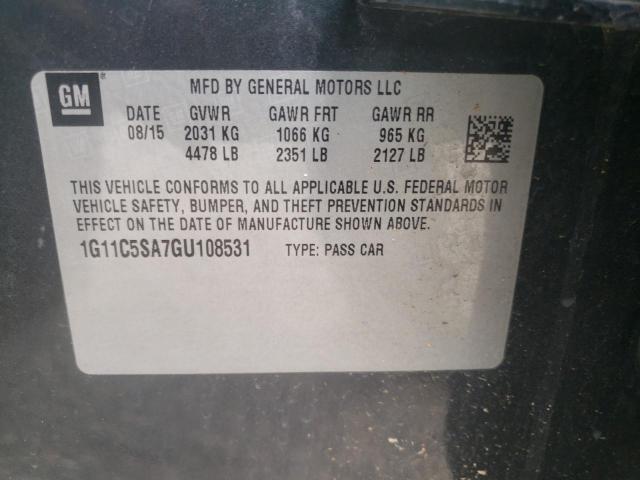 GM
MFD BY GENERAL MOTORS LLC
DATE GVWR GAWR FRT GAWR RR
08/15 2031 KG 1066 KG 965 KG
4478 LB 2351 LB 2127 LB
THIS VEHICLE CONFORMS TO ALL APPLICABLE U.S. FEDERAL MOTOR
VEHICLE SAFETY, BUMPER, AND THEFT PREVENTION STANDARDS IN
EFFECT ON THE DATE OF MANUFACTURE SHOWN ABOVE.
1G11C5SA7GU108531 TYPE: PASS CAR